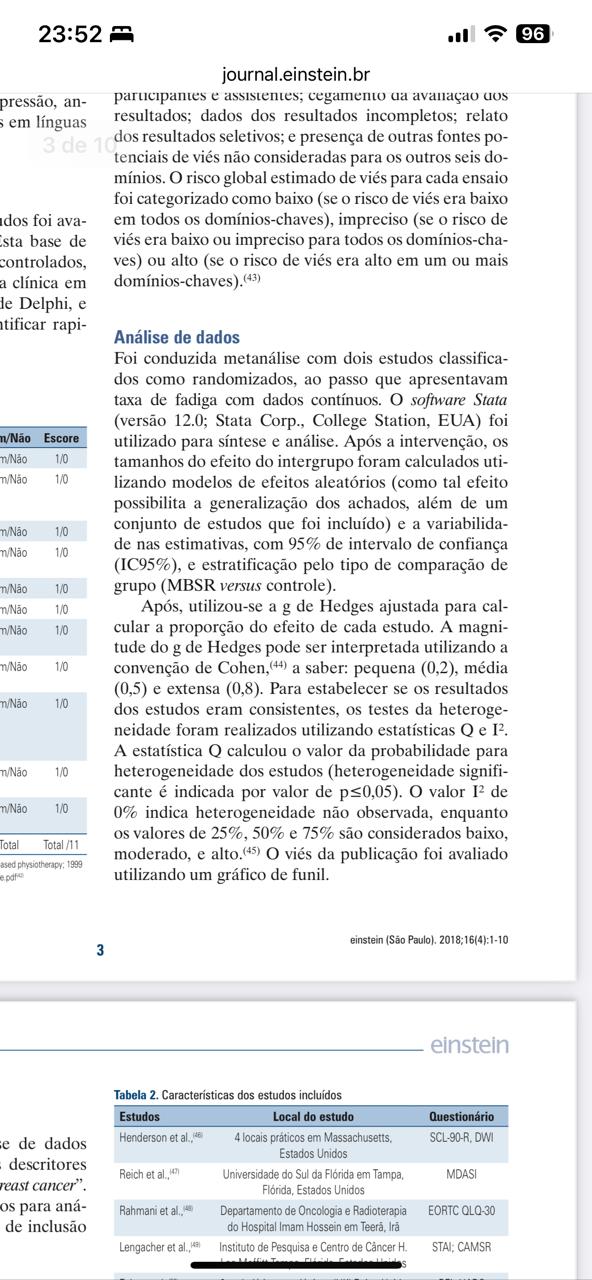 23:52
96
journal.einstein.br
pressão, an-
s em línguas
3 de 10
udos foi ava-
Esta base de
controlados,
a clínica em
de Delphi, e
ntificar rapi-
m/Não Escore
m/Não 1/0
m/Não 1/0
m/Não 1/0
m/Não 1/0
m/Não 1/0
m/Não 1/0
m/Não 1/0
m/Não 1/0
m/Não 1/0
m/Não 1/0
m/Não 1/0
Total Total /11
ased physiotherapy; 1999
e.pdf(42)
participantes e assistentes; cegamento da avaliação dos
resultados; dados dos resultados incompletos; relato
dos resultados seletivos; e presença de outras fontes po-
tenciais de viés não consideradas para os outros seis do-
mínios. O risco global estimado de viés para cada ensaio
foi categorizado como baixo (se o risco de viés era baixo
em todos os domínios-chaves), impreciso (se o risco de
viés era baixo ou impreciso para todos os domínios-cha-
ves) ou alto (se o risco de viés era alto em um ou mais
domínios-chaves).(43)
Análise de dados
Foi conduzida metanálise com dois estudos classifica-
dos como randomizados, ao passo que apresentavam
taxa de fadiga com dados contínuos. O software Stata
(versão 12.0; Stata Corp., College Station, EUA) foi
utilizado para síntese e análise. Após a intervenção, os
tamanhos do efeito do intergrupo foram calculados uti-
lizando modelos de efeitos aleatórios (como tal efeito
possibilita a generalização dos achados, além de um
conjunto de estudos que foi incluído) e a variabilida-
de nas estimativas, com 95% de intervalo de confiança
(IC95%), e estratificação pelo tipo de comparação de
grupo (MBSR versus controle).
Após, utilizou-se a g de Hedges ajustada para cal-
cular a proporção do efeito de cada estudo. A magni-
tude do g de Hedges pode ser interpretada utilizando a
convenção de Cohen,(44) a saber: pequena (0,2), média
(0,5) e extensa (0,8). Para estabelecer se os resultados
dos estudos eram consistentes, os testes da heteroge-
neidade foram realizados utilizando estatísticas Q e I².
A estatística Q calculou o valor da probabilidade para
heterogeneidade dos estudos (heterogeneidade signifi-
cante é indicada por valor de p≤0,05). O valor I² de
0% indica heterogeneidade não observada, enquanto
os valores de 25%, 50% e 75% são considerados baixo,
moderado, e alto.(45) O viés da publicação foi avaliado
utilizando um gráfico de funil.
3
einstein (São Paulo). 2018;16(4):1-10
einstein
se de dados
s descritores
reast cancer”.
os para aná-
de inclusão
Tabela 2. Características dos estudos incluídos
Estudos Local do estudo Questionário
Henderson et al.,(46) 4 locais práticos em Massachusetts, SCL-90-R, DWI
Estados Unidos
Reich et al.,(47) Universidade do Sul da Flórida em Tampa, MDASI
Flórida, Estados Unidos
Rahmani et al.,(48) Departamento de Oncologia e Radioterapia EORTC QLQ-30
do Hospital Imam Hossein em Teerã, Irã
Lengacher et al.,(49) Instituto de Pesquisa e Centro de Câncer H. STAI; CAMSR